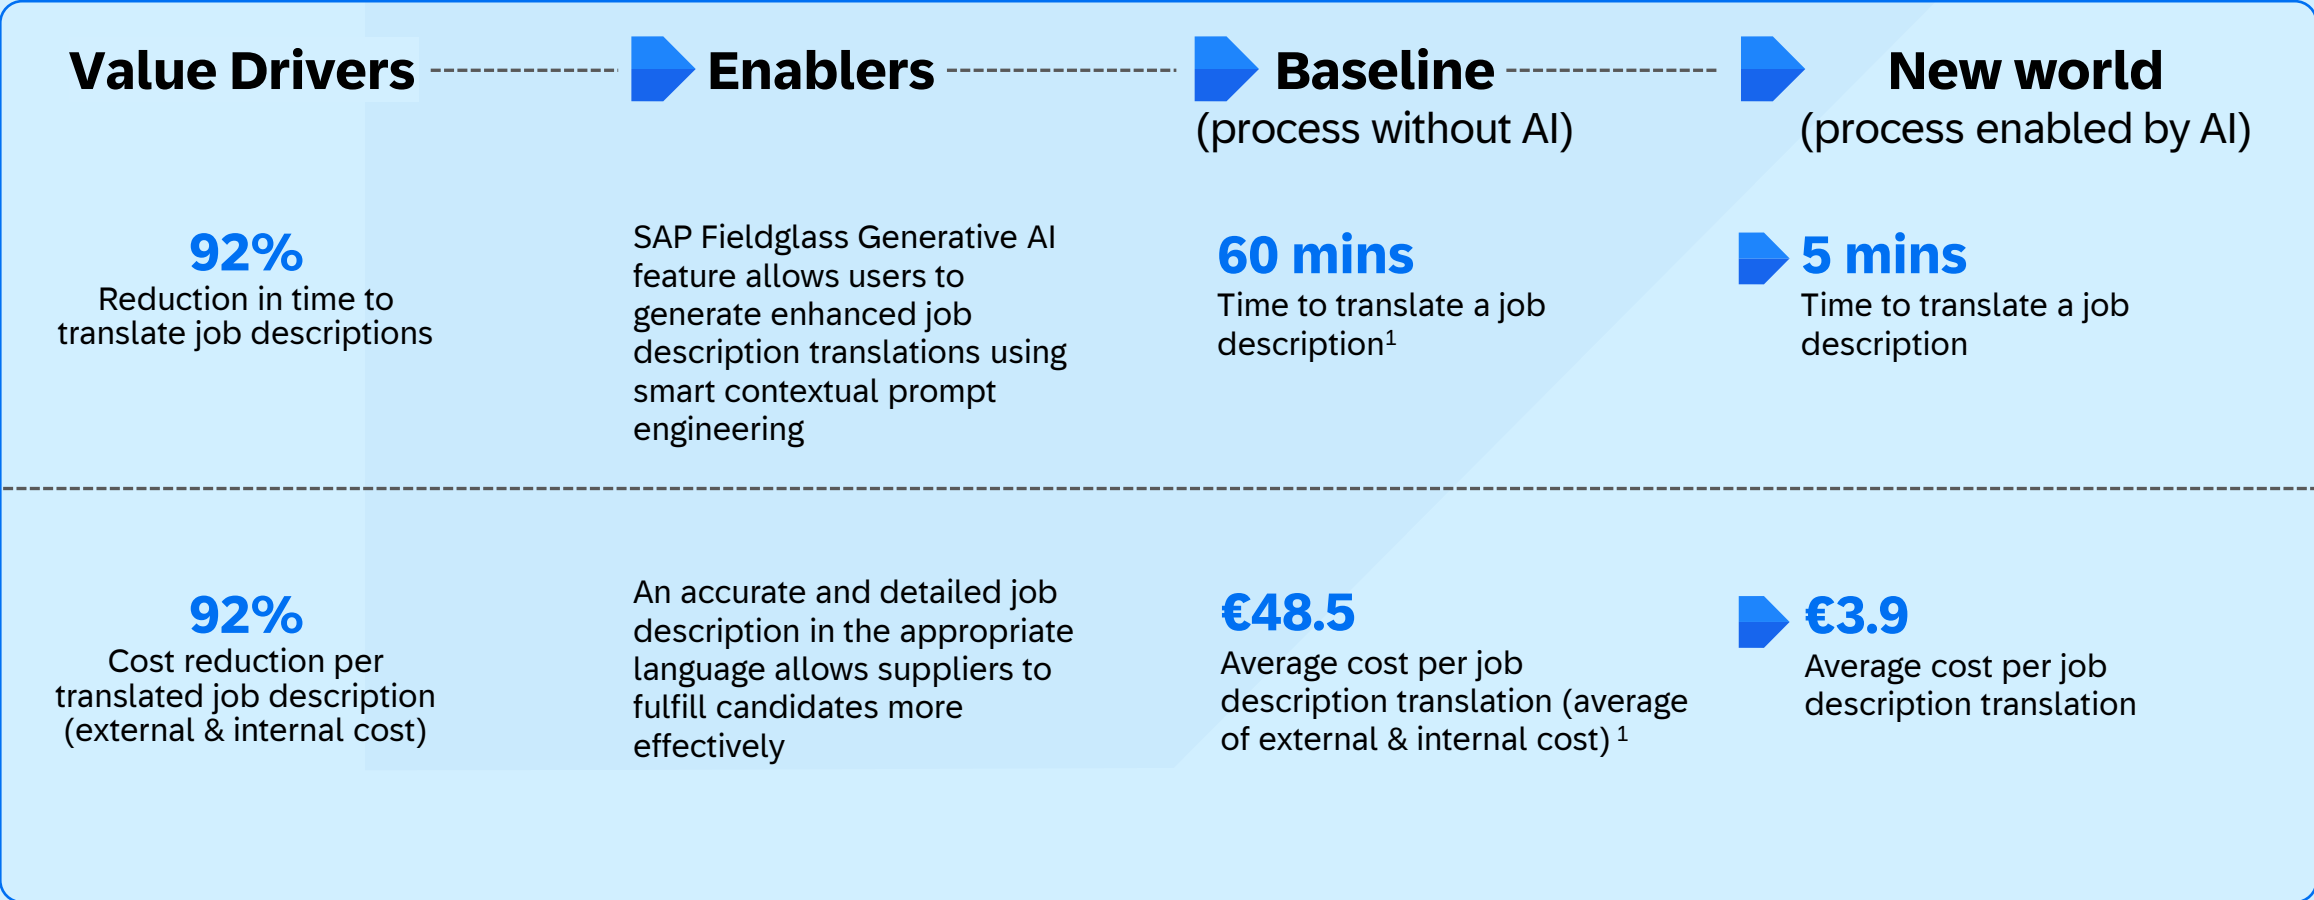 Value Drivers
Enablers
Baseline
(process without AI)
New world
(process enabled by AI)
92%
Reduction in time to
translate job descriptions
SAP Fieldglass Generative AI
feature allows users to
generate enhanced job
description translations using
smart contextual prompt
engineering
60 mins
Time to translate a job
description¹
5 mins
Time to translate a job
description
92%
Cost reduction per
translated job description
(external & internal cost)
An accurate and detailed job
description in the appropriate
language allows suppliers to
fulfill candidates more
effectively
€48.5
Average cost per job
description translation (average
of external & internal cost) ¹
€3.9
Average cost per job
description translation